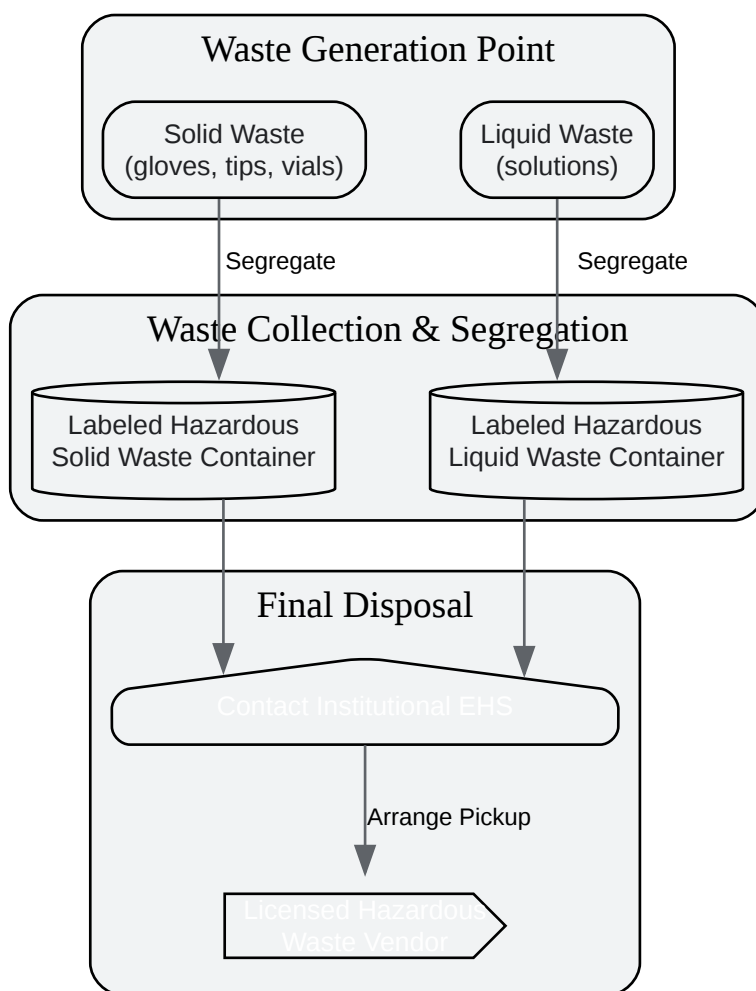 Waste Generation Point
Solid Waste
(gloves, tips, vials)
Liquid Waste
(solutions)
Segregate
Segregate
Waste Collection & Segregation
Labeled Hazardous
Solid Waste Container
Labeled Hazardous
Liquid Waste Container
Final Disposal
Contact Institutional EHS
Arrange Pickup
Licensed Hazardous
Waste Vendor